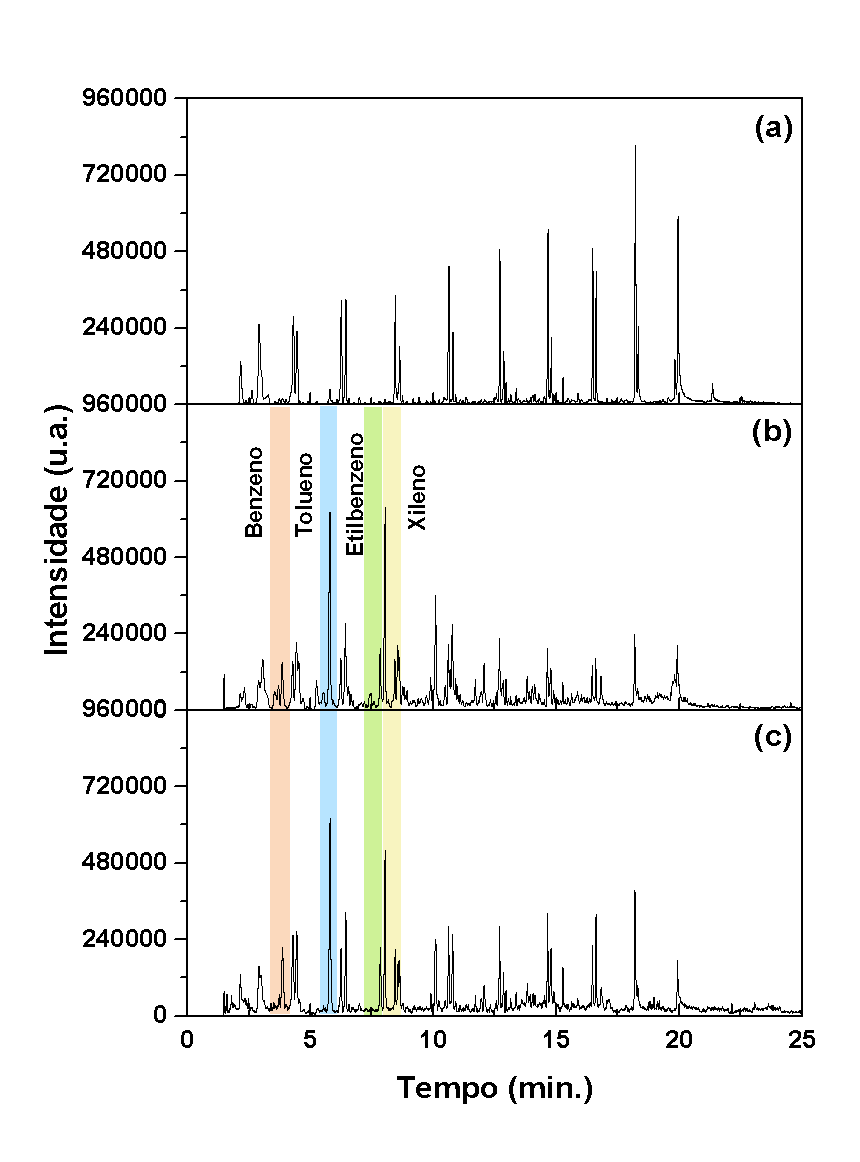 Intensidade (u.a.)
960000
(a)
720000
480000
240000
960000
(b)
Benzeno
Tolueno
Etilbenzeno
Xileno
720000
480000
240000
960000
(c)
720000
480000
240000
0
0 5 10 15 20 25
Tempo (min.)